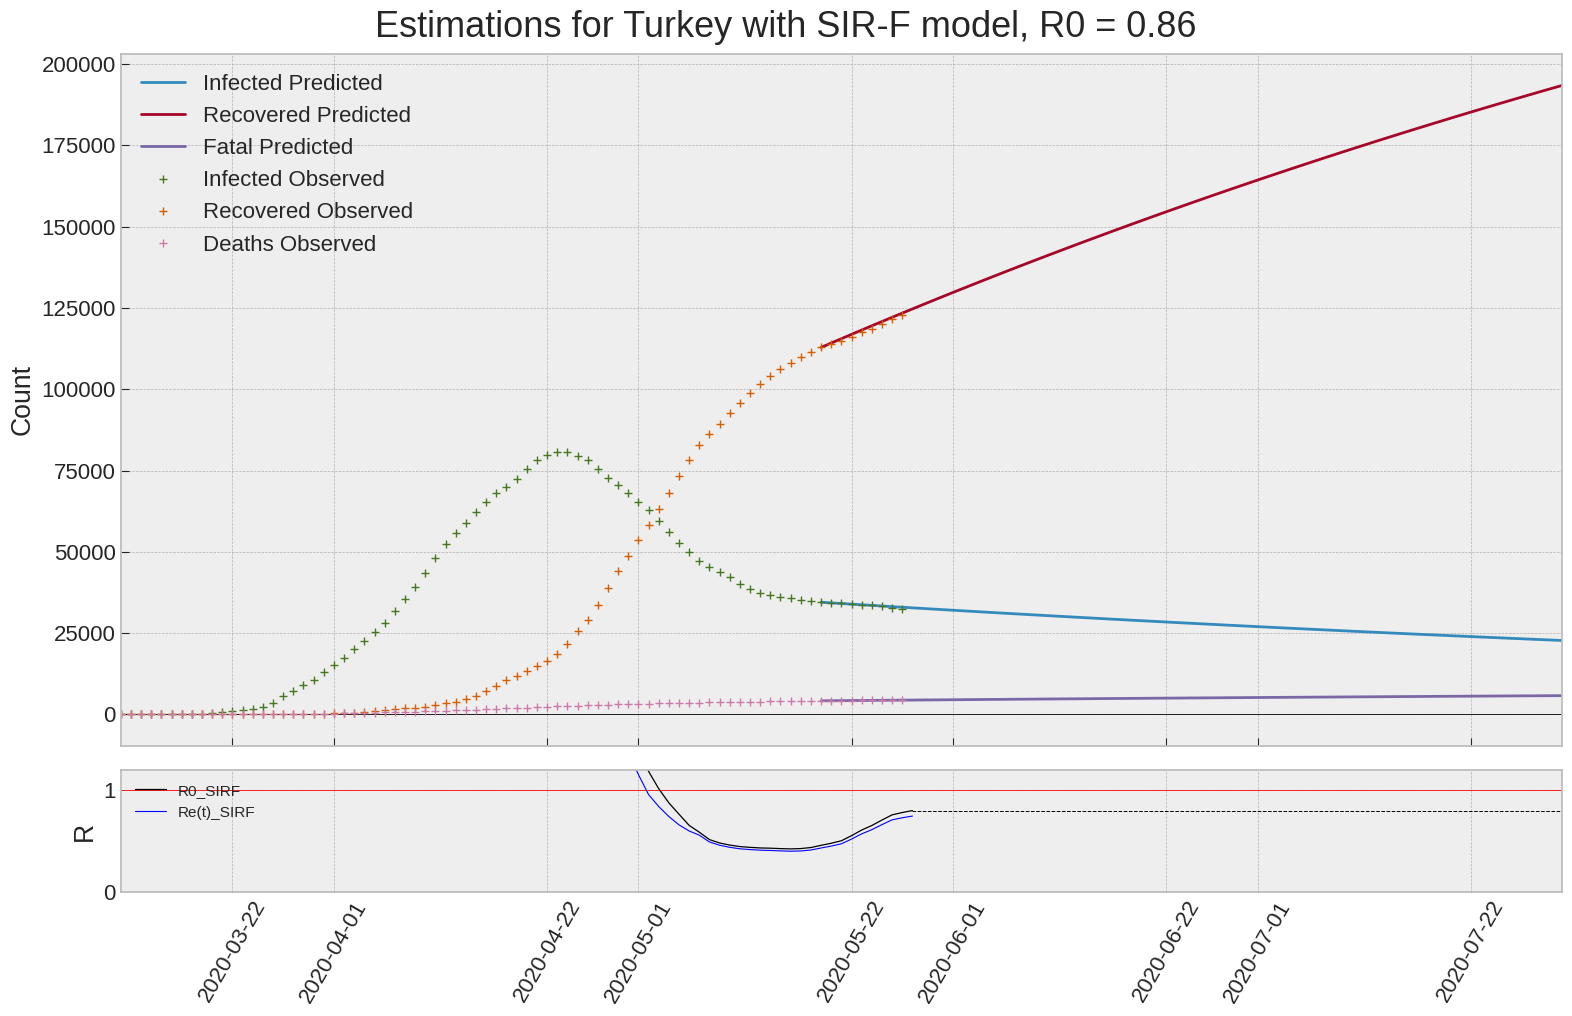 Estimations for Turkey with SIR-F model, R0 = 0.86
200000
175000
150000
125000
100000
75000
50000
25000
0
Count
Infected Predicted
Recovered Predicted
Fatal Predicted
Infected Observed
Recovered Observed
Deaths Observed
1
0
R
R0_SIRF
Re(t)_SIRF
2020-03-22
2020-04-01
2020-04-22
2020-05-01
2020-05-22
2020-06-01
2020-06-22
2020-07-01
2020-07-22